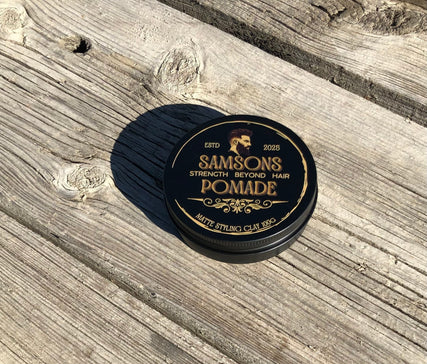 ESTD 2025
SAMSONS
STRENGTH BEYOND HAIR
POMADE
MATTE STYLING CLAY 100G